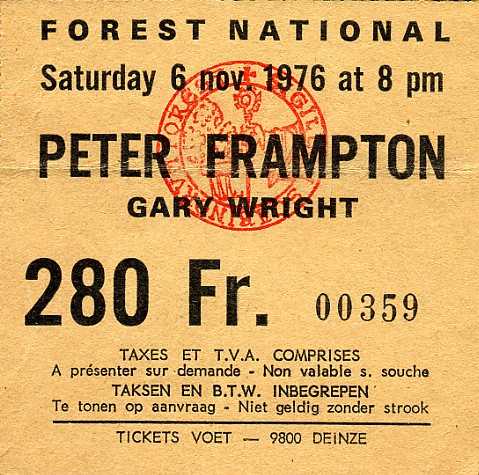 FOREST NATIONAL
Saturday 6 nov. 1976 at 8 pm
PETER FRAMPTON
GARY WRIGHT
280 Fr. 00359
TAXES ET T.V.A. COMPRISES
A présenter sur demande - Non valable s. souche
TAKSEN EN B.T.W. INBEGREPEN
Te tonen op aanvraag - Niet geldig zonder strook
TICKETS VOET — 9800 DEINZE